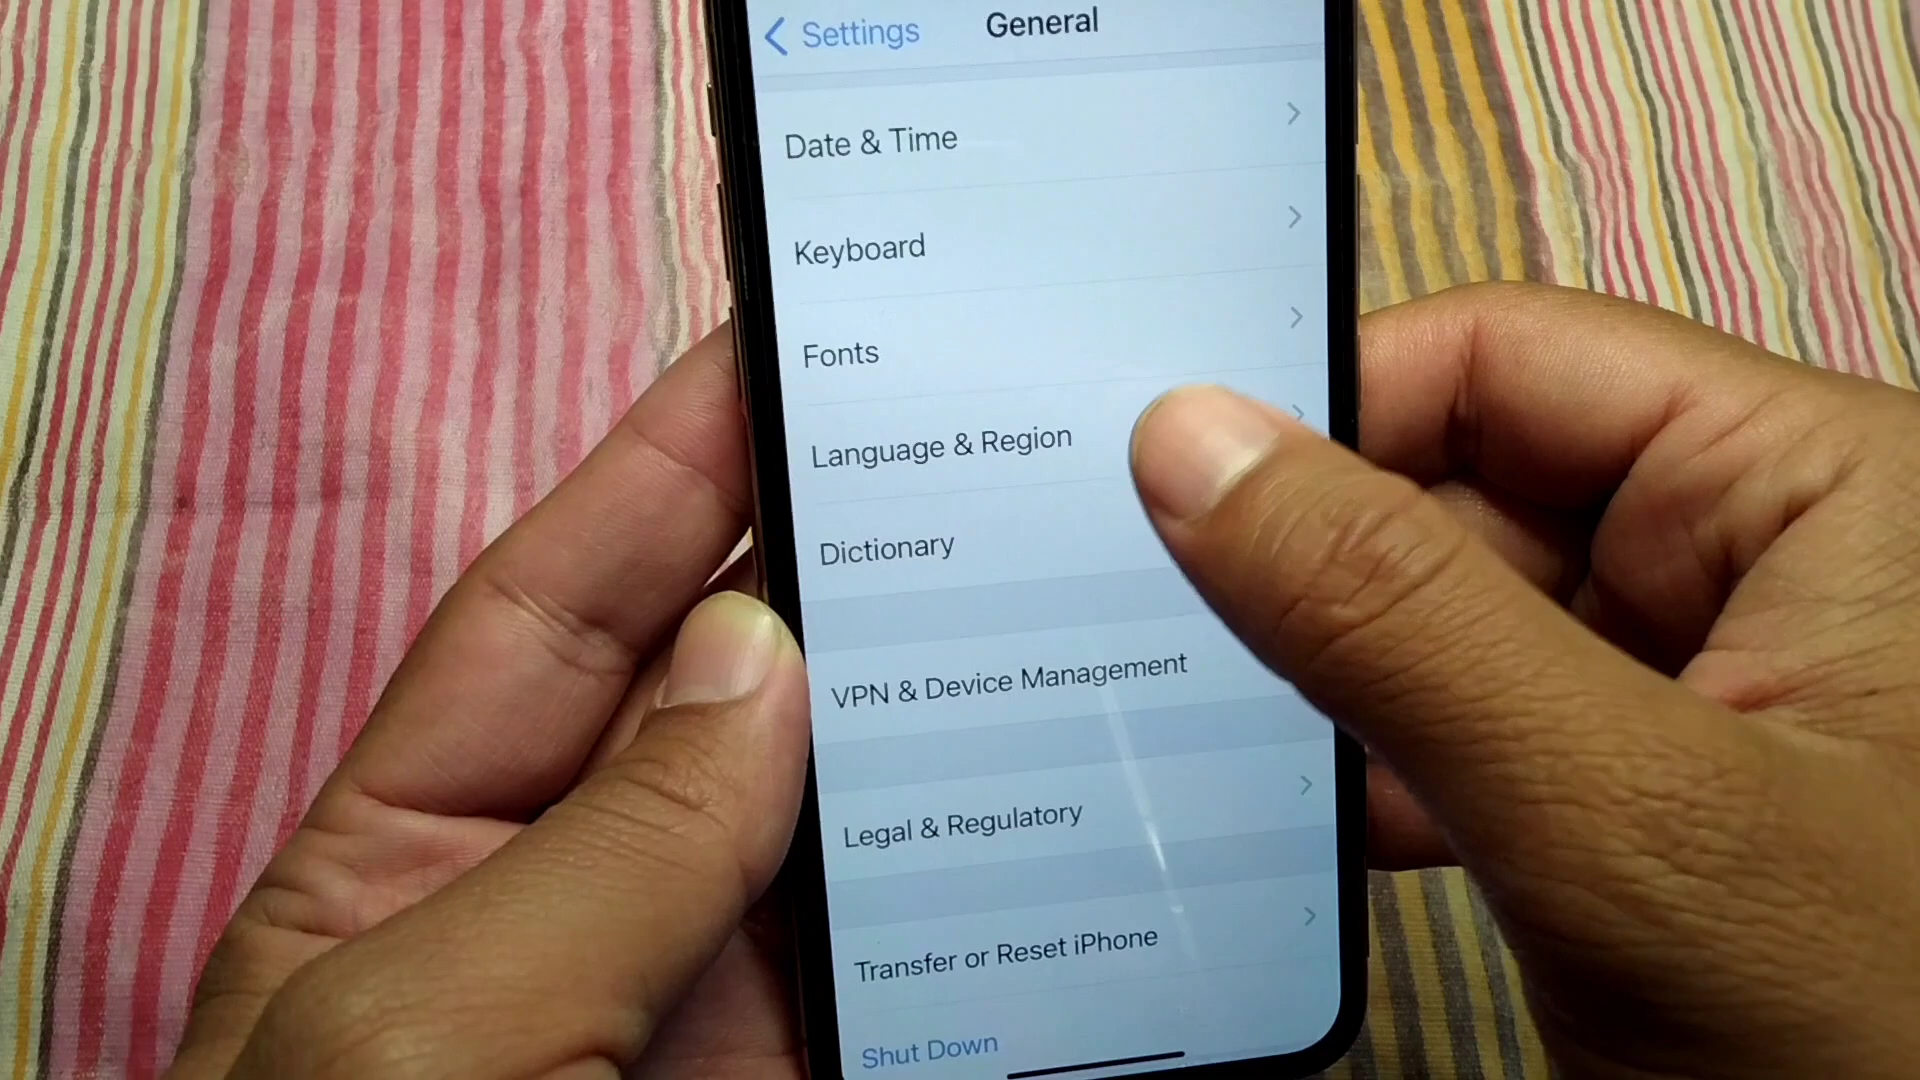 Settings
General
Date & Time
Keyboard
Fonts
Language & Region
Dictionary
VPN & Device Management
Legal & Regulatory
Transfer or Reset iPhone
Shut Down